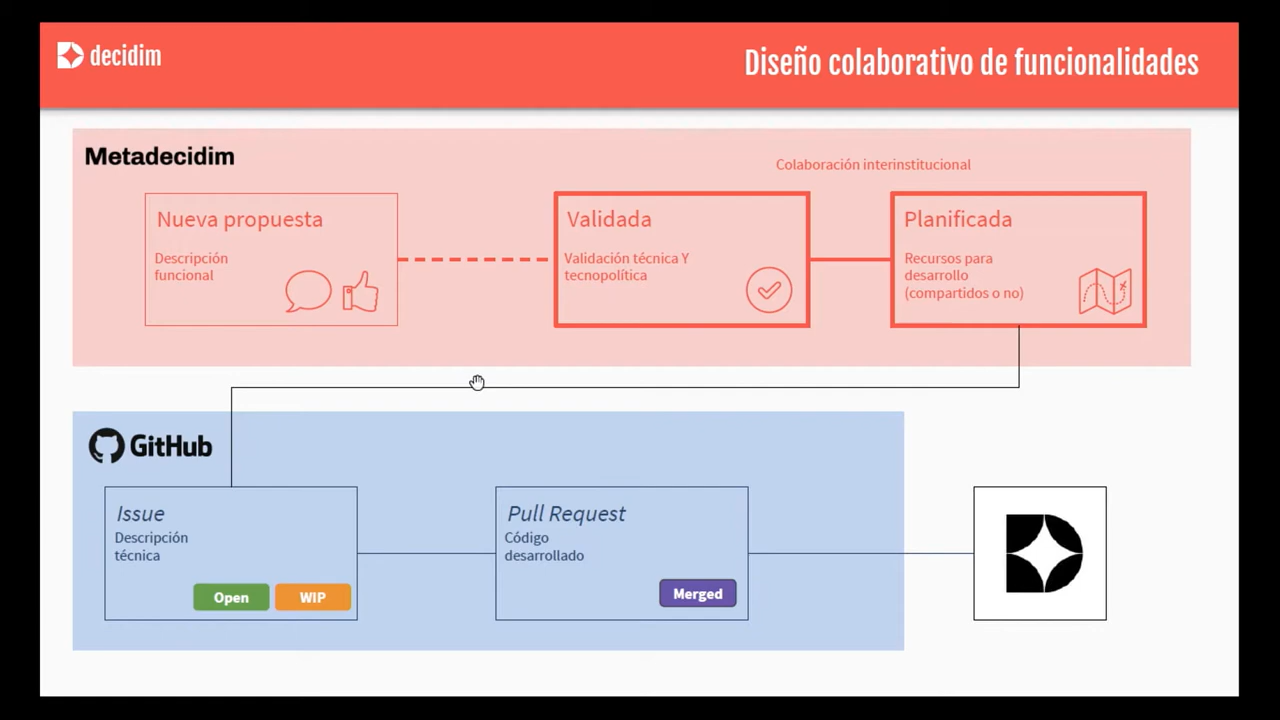 decidim
Diseño colaborativo de funcionalidades
Metadecidim
Colaboración interinstitucional
Nueva propuesta
Descripción
funcional
Validada
Validación técnica Y
tecnopolítica
Planificada
Recursos para
desarrollo
(compartidos o no)
GitHub
Issue
Descripción
técnica
Open
WIP
Pull Request
Código
desarrollado
Merged